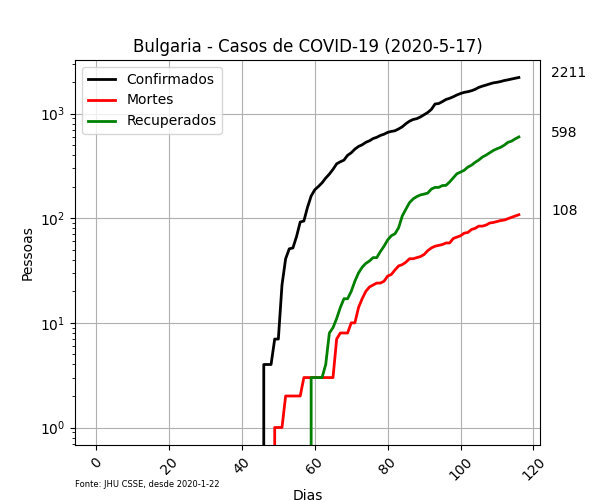 Bulgaria - Casos de COVID-19 (2020-5-17)
Confirmados
Mortes
Recuperados
2211
598
108
10³
10²
10¹
10⁰
Pessoas
0 20 40 60 80 100 120
Dias
Fonte: JHU CSSE, desde 2020-1-22